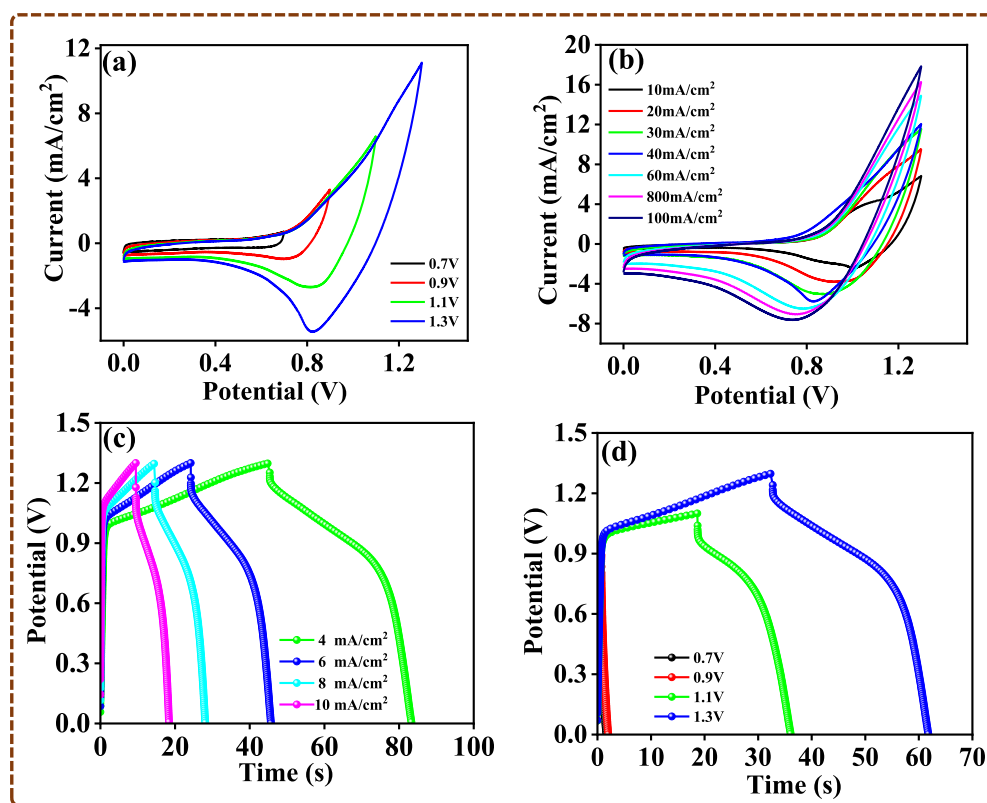 (a)
12
8
4
0
-4
0.0 0.4 0.8 1.2
Current (mA/cm²)
Potential (V)
0.7V
0.9V
1.1V
1.3V
(b)
20
16
12
8
4
0
-4
-8
0.0 0.4 0.8 1.2
Current (mA/cm²)
Potential (V)
10mA/cm²
20mA/cm²
30mA/cm²
40mA/cm²
60mA/cm²
800mA/cm²
100mA/cm²
(c)
1.5
1.2
0.9
0.6
0.3
0.0
0 20 40 60 80 100
Potential (V)
Time (s)
4 mA/cm²
6 mA/cm²
8 mA/cm²
10 mA/cm²
(d)
1.5
1.2
0.9
0.6
0.3
0.0
0 10 20 30 40 50 60 70
Potential (V)
Time (s)
0.7V
0.9V
1.1V
1.3V